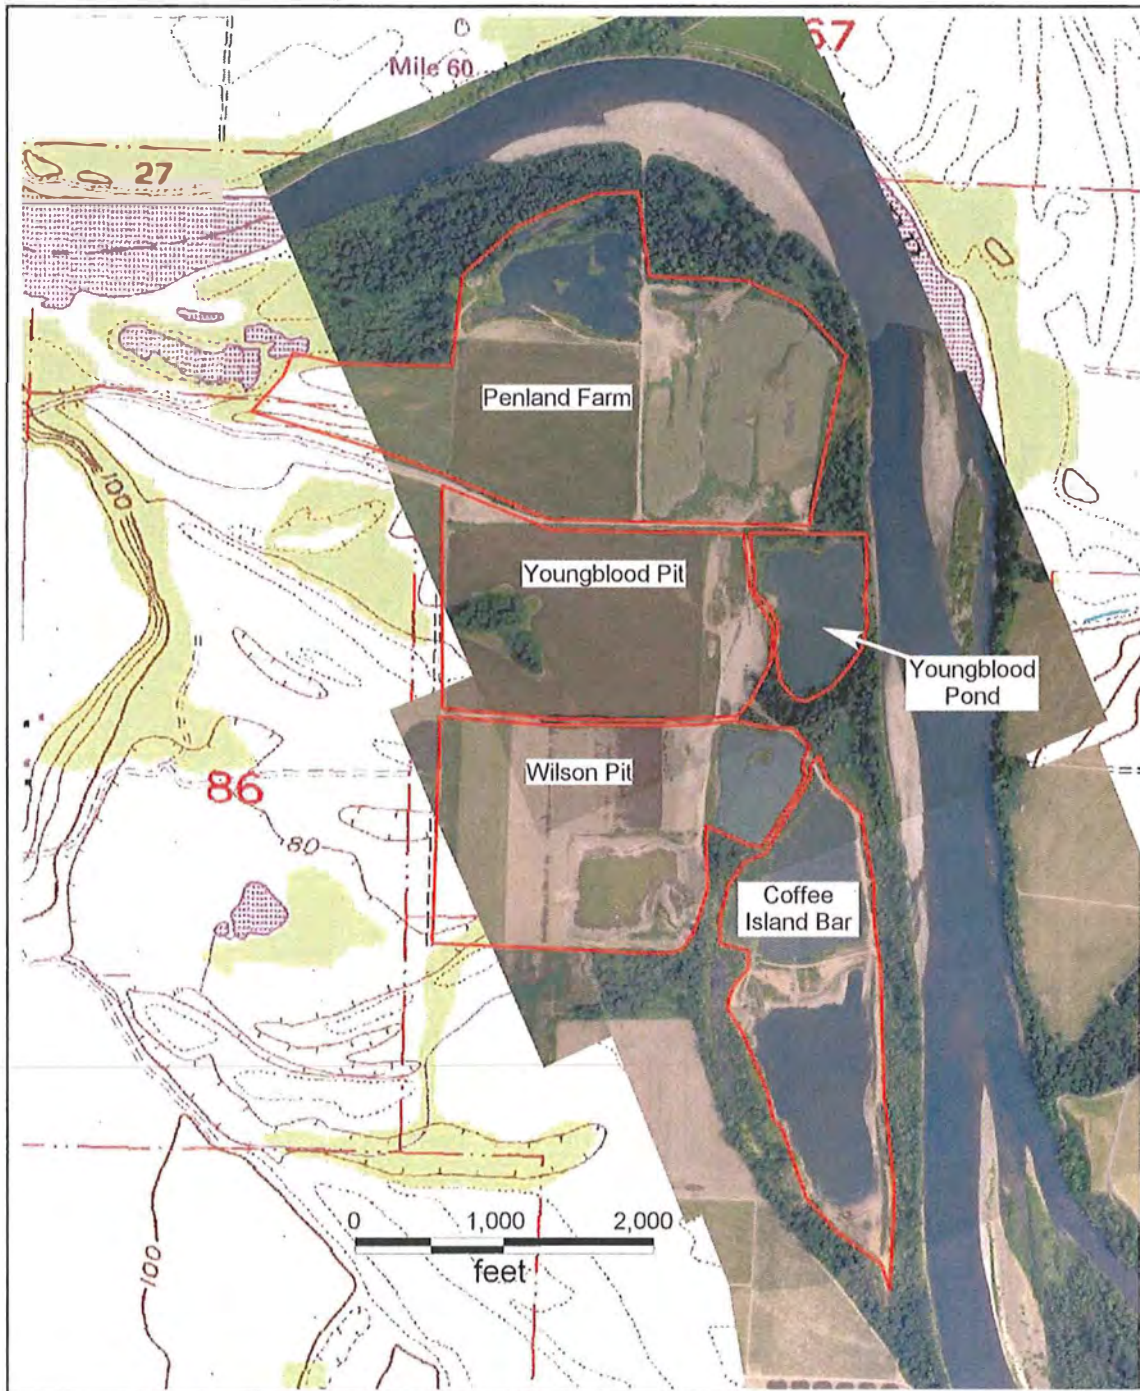 67
Mile 60
27
Penland Farm
100
Youngblood Pit
Youngblood
Pond
Wilson Pit
86
80
Coffee
Island Bar
0 1,000 2,000
feet
100